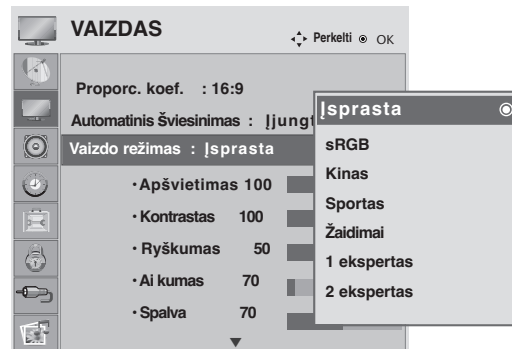 VAIZDAS
Perkelti OK
Proporc. koef. : 16:9
Automatinis šviesinimas : Įjungt
Vaizdo režimas : Įsprasta
• Apšvietimas 100
• Kontrastas 100
• Ryškumas 50
• Ai kumas 70
• Spalva 70
Įsprasta
sRGB
Kinas
Sportas
Žaidimai
1 ekspertas
2 ekspertas